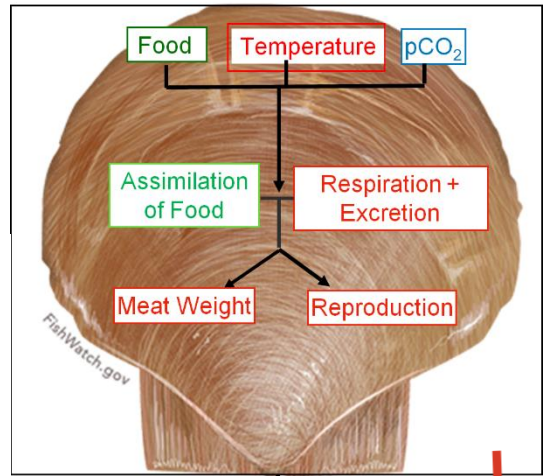 Food
Temperature
pCO₂
Assimilation
of Food
Respiration +
Excretion
Meat Weight
Reproduction
FishWatch.gov